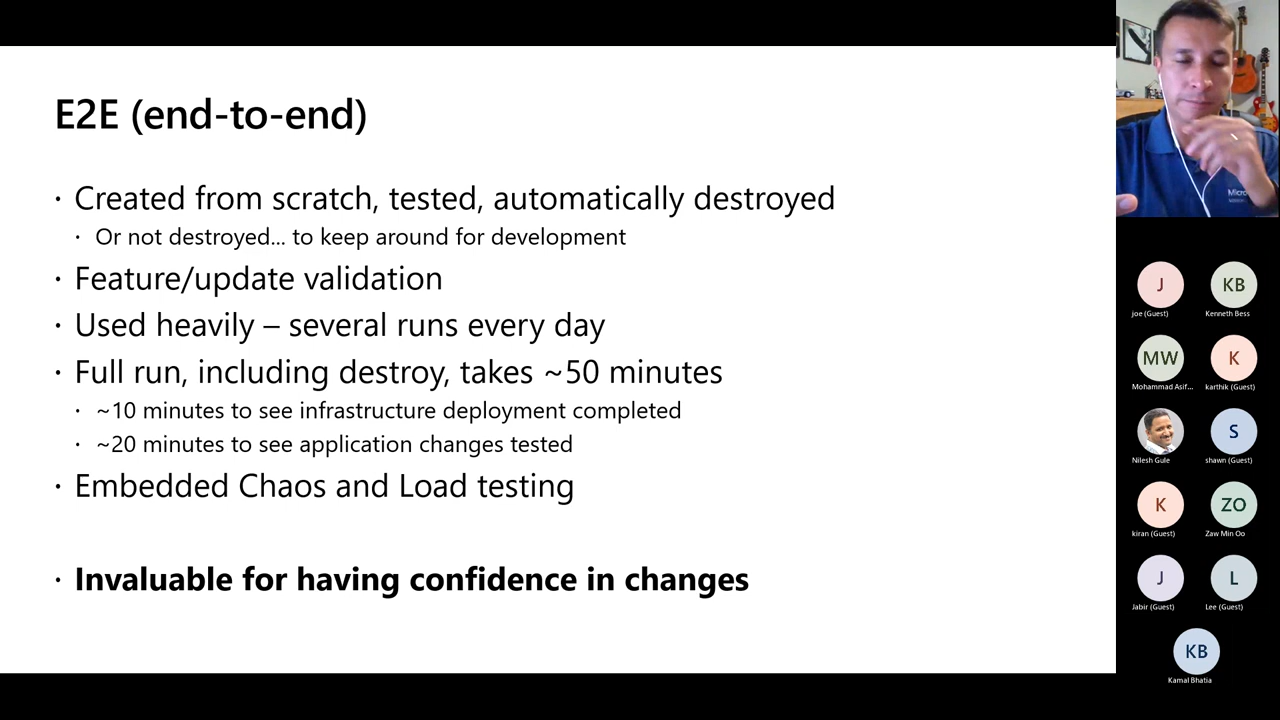 E2E (end-to-end)
· Created from scratch, tested, automatically destroyed
· Or not destroyed... to keep around for development
· Feature/update validation
· Used heavily – several runs every day
· Full run, including destroy, takes ~50 minutes
· ~10 minutes to see infrastructure deployment completed
· ~20 minutes to see application changes tested
· Embedded Chaos and Load testing
· Invaluable for having confidence in changes
Micro
J KB
joe (Guest) Kenneth Bess
MW K
Mohammad Asif... karthik (Guest)
S
Nilesh Gule shawn (Guest)
K ZO
kiran (Guest) Zaw Min Oo
J L
Jabir (Guest) Lee (Guest)
KB
Kamal Bhatia